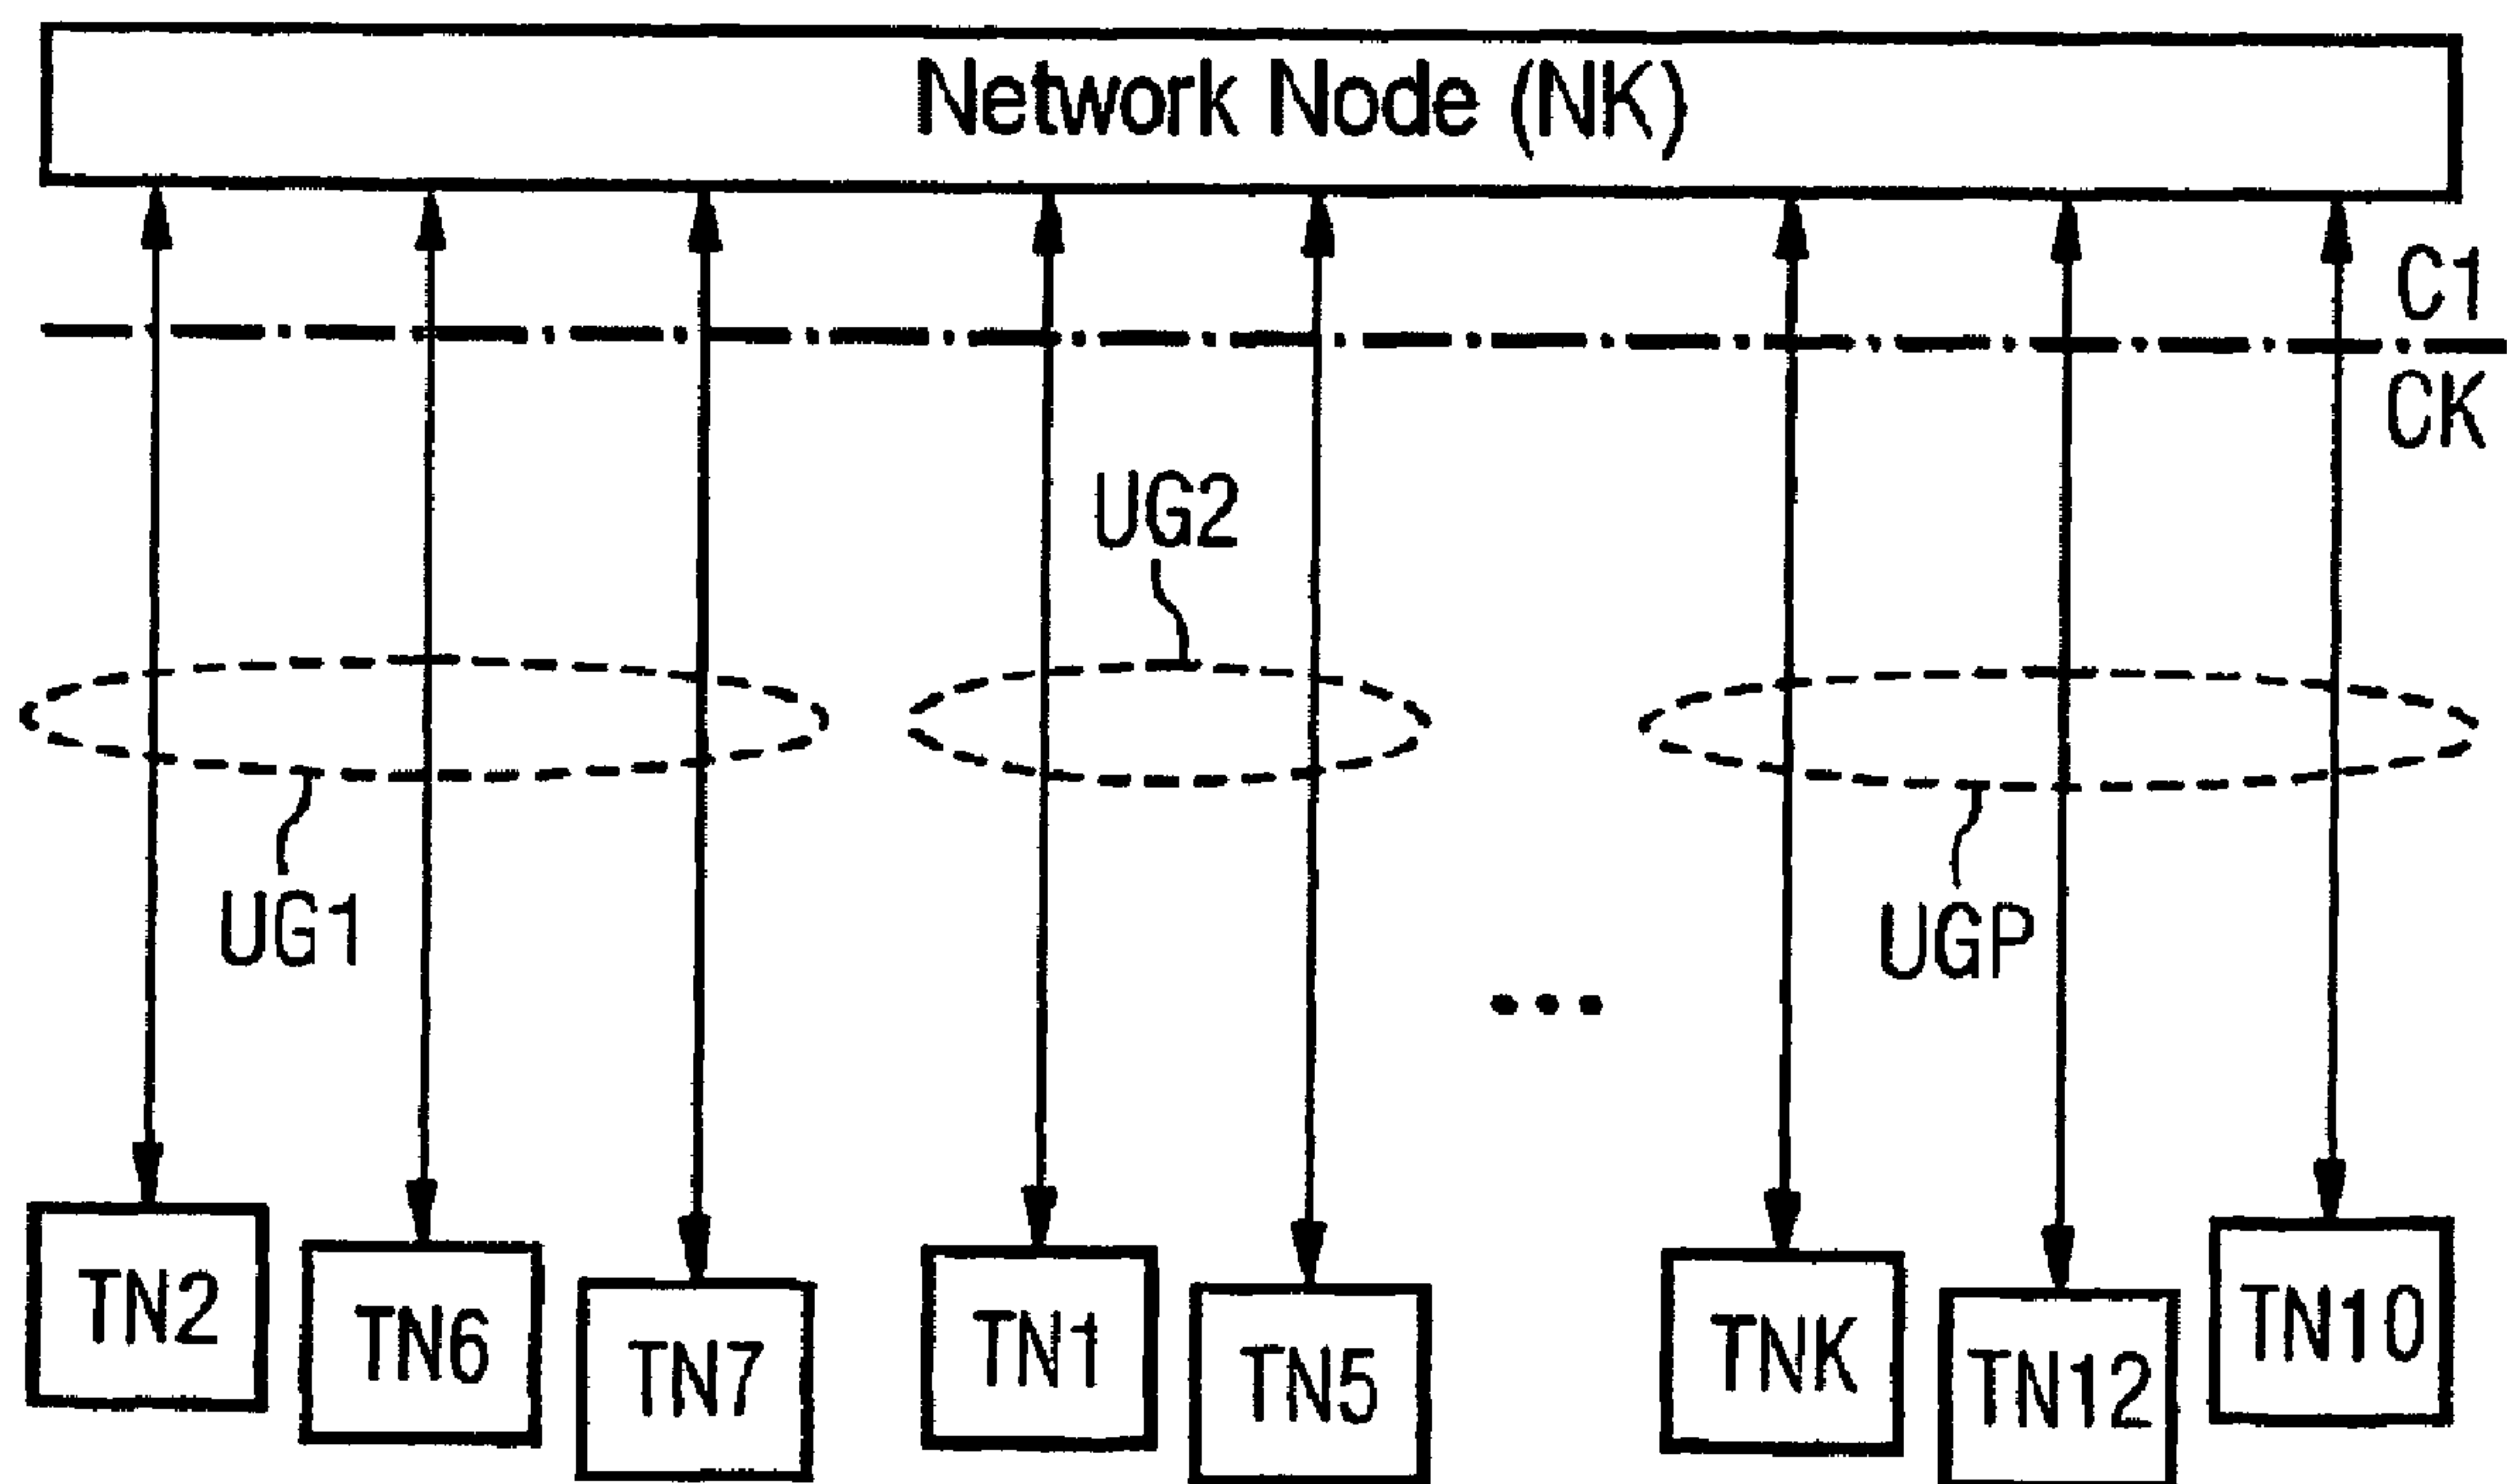 Network Node (NK)
C1
CK
UG2
UG1
UGP
...
TN2
TN6
TN7
TN1
TN5
TNK
TN12
TN10